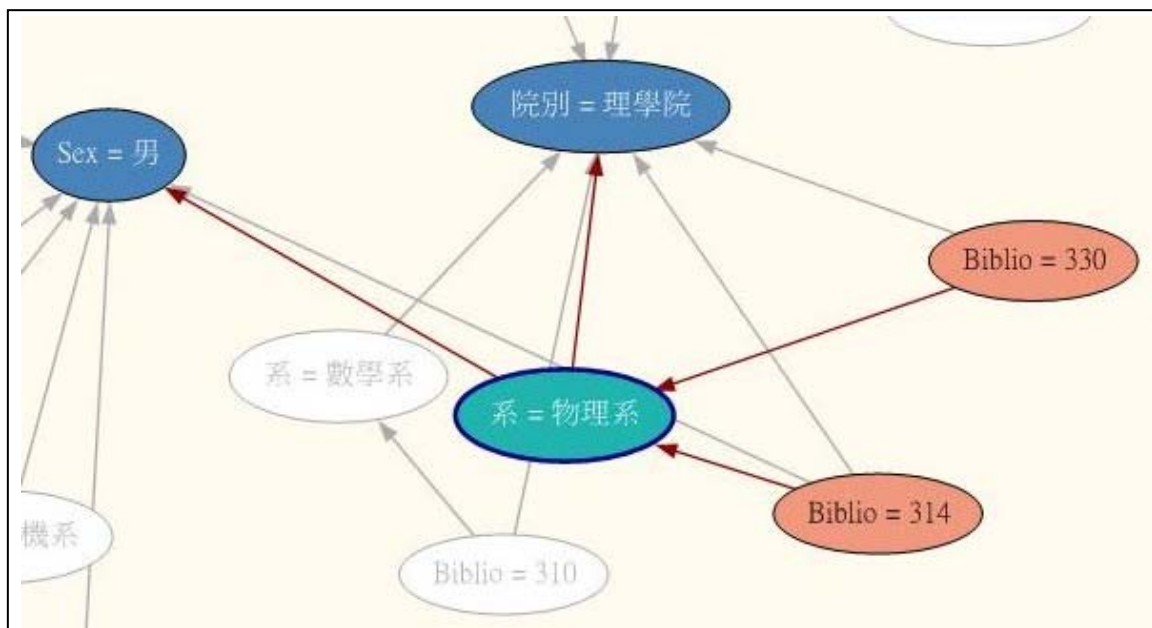 院別 = 理學院
Sex = 男
Biblio = 330
系 = 數學系
系 = 物理系
Biblio = 314
機系
Biblio = 310